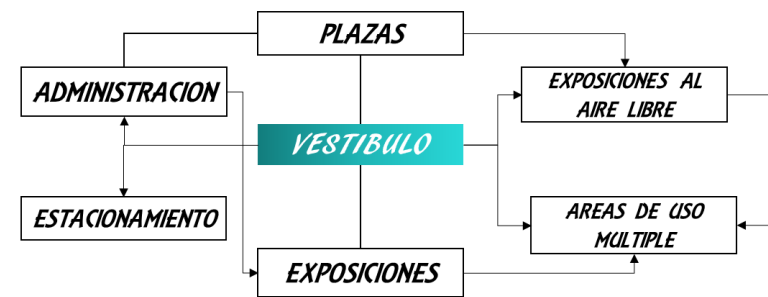 PLAZAS
ADMINISTRACION
EXPOSICIONES AL
AIRE LIBRE
VESTIBULO
ESTACIONAMIENTO
AREAS DE USO
MULTIPLE
EXPOSICIONES